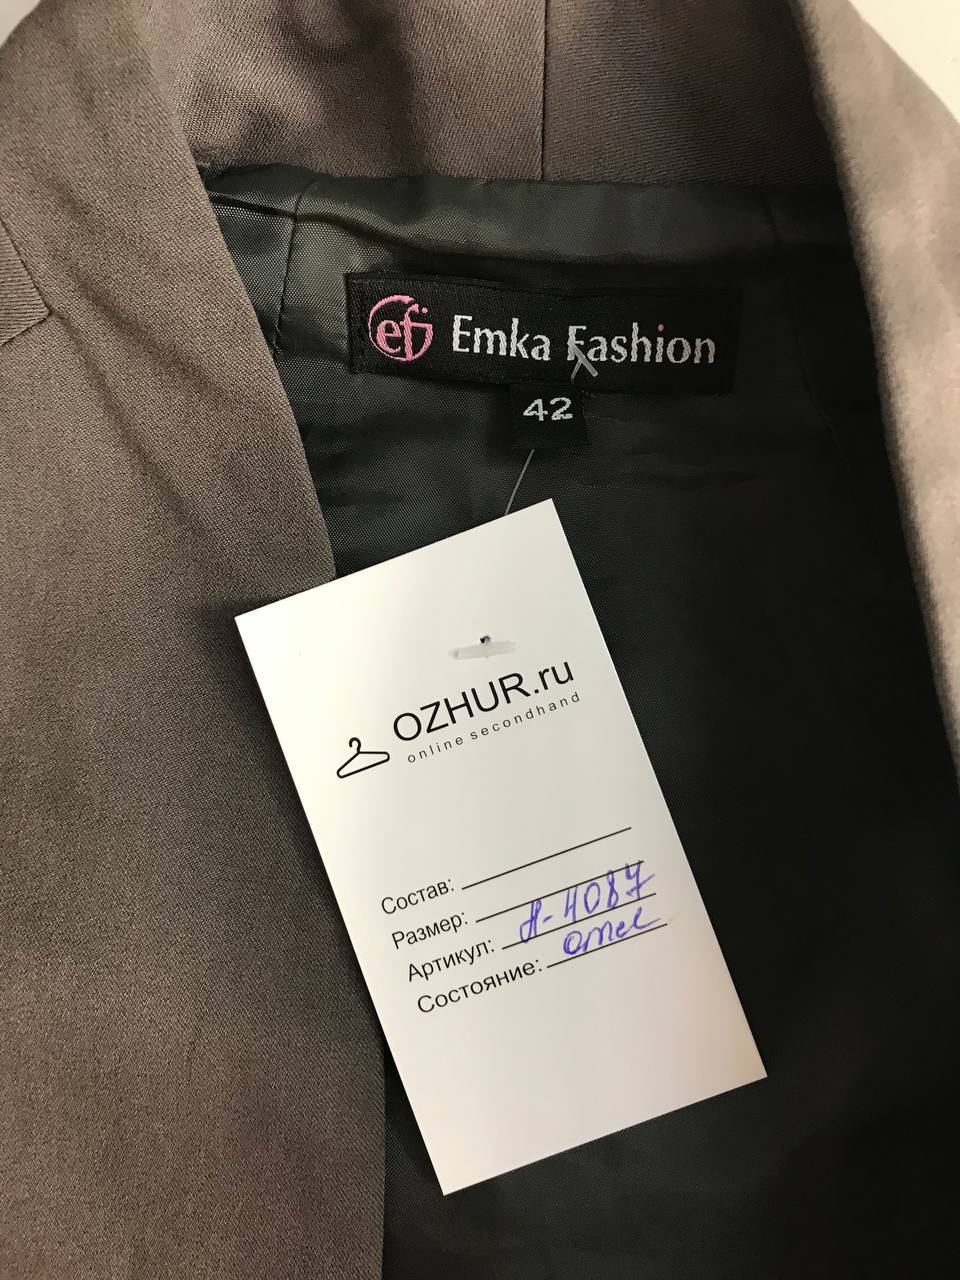 ef
Emka Fashion
42
OZHUR.ru
online secondhand
Состав:
Размер:
Артикул: Н-4087
Состояние: отл